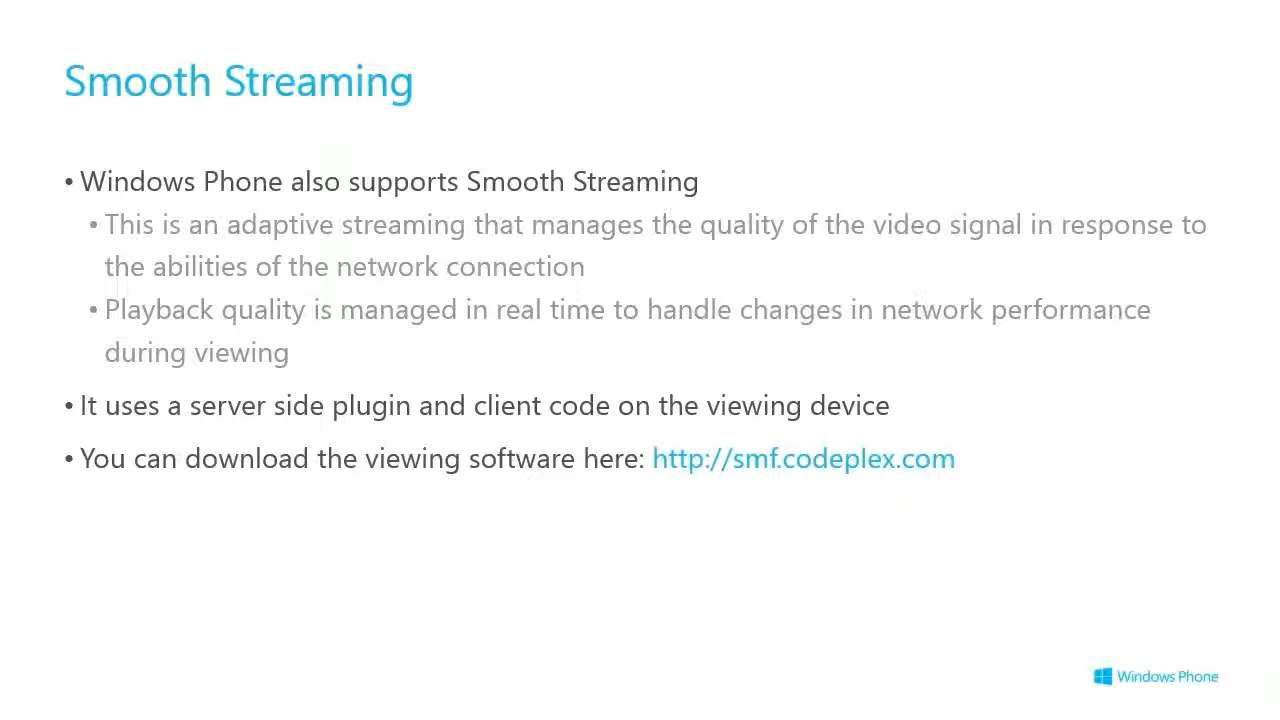 Smooth Streaming
• Windows Phone also supports Smooth Streaming
• This is an adaptive streaming that manages the quality of the video signal in response to
the abilities of the network connection
• Playback quality is managed in real time to handle changes in network performance
during viewing
• It uses a server side plugin and client code on the viewing device
• You can download the viewing software here: http://smf.codeplex.com
Windows Phone